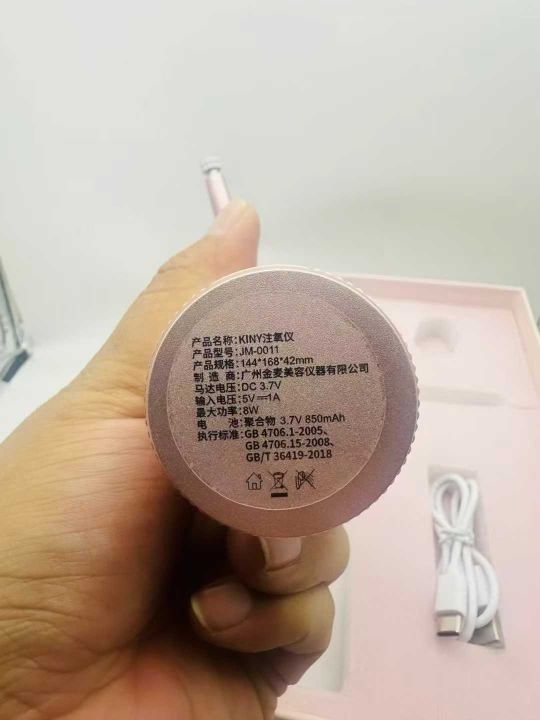 产品名称:KINY注氧仪
产品型号:JM-0011
产品规格:144*168*42mm
制 造 商:广州金麦美容仪器有限公司
马达电压:DC 3.7V
输入电压:5V⎓1A
最大功率:8W
电 池:聚合物 3.7V 850mAh
执行标准:GB 4706.1-2005、
GB 4706.15-2008、
GB/T 36419-2018